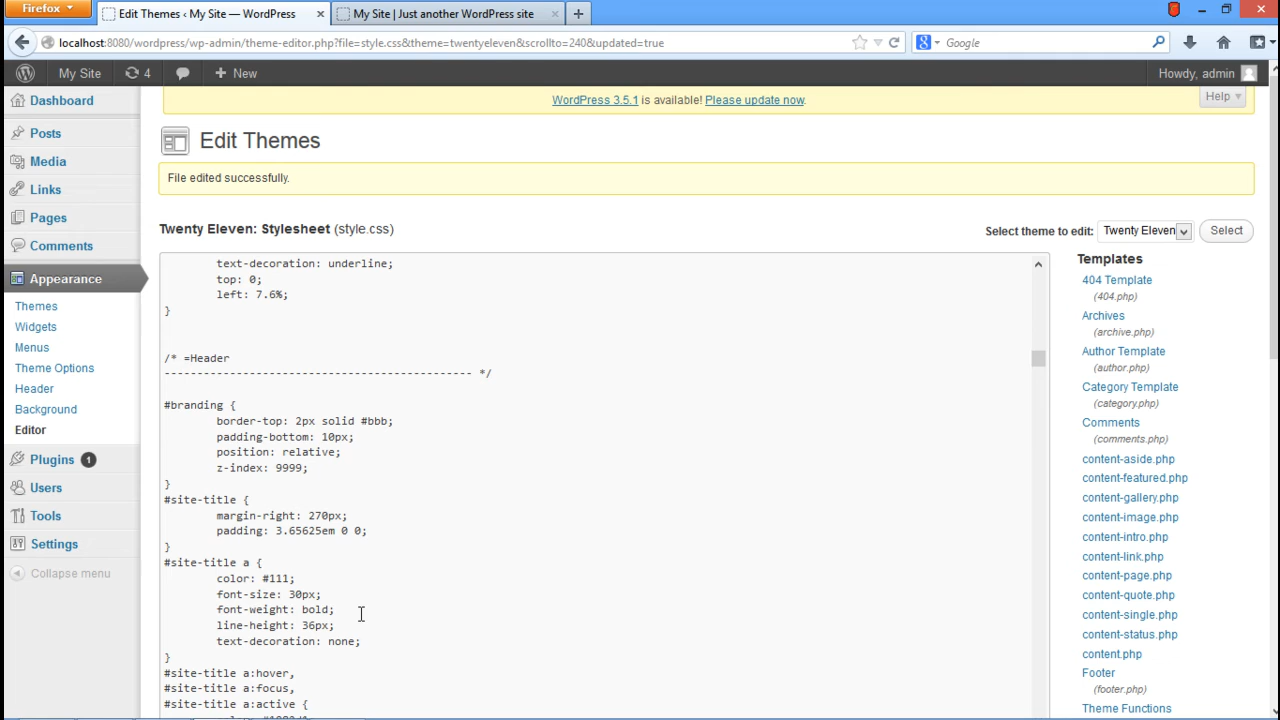 Firefox
Edit Themes ‹ My Site — WordPress
My Site | Just another WordPress site
localhost:8080/wordpress/wp-admin/theme-editor.php?file=style.css&theme=twentyeleven&scrollto=240&updated=true
Google
My Site
4
New
Howdy, admin
WordPress 3.5.1 is available! Please update now.
Help
Dashboard
Posts
Media
Links
Pages
Comments
Appearance
Themes
Widgets
Menus
Theme Options
Header
Background
Editor
Plugins 1
Users
Tools
Settings
Collapse menu
Edit Themes
File edited successfully.
Twenty Eleven: Stylesheet (style.css)
Select theme to edit: Twenty Eleven Select
text-decoration: underline;
top: 0;
left: 7.6%;
}
/* =Header
----------------------------------------------- */
#branding {
border-top: 2px solid #bbb;
padding-bottom: 10px;
position: relative;
z-index: 9999;
}
#site-title {
margin-right: 270px;
padding: 3.65625em 0 0;
}
#site-title a {
color: #111;
font-size: 30px;
font-weight: bold;
line-height: 36px;
text-decoration: none;
}
#site-title a:hover,
#site-title a:focus,
#site-title a:active {
Templates
404 Template
(404.php)
Archives
(archive.php)
Author Template
(author.php)
Category Template
(category.php)
Comments
(comments.php)
content-aside.php
content-featured.php
content-gallery.php
content-image.php
content-intro.php
content-link.php
content-page.php
content-quote.php
content-single.php
content-status.php
content.php
Footer
(footer.php)
Theme Functions